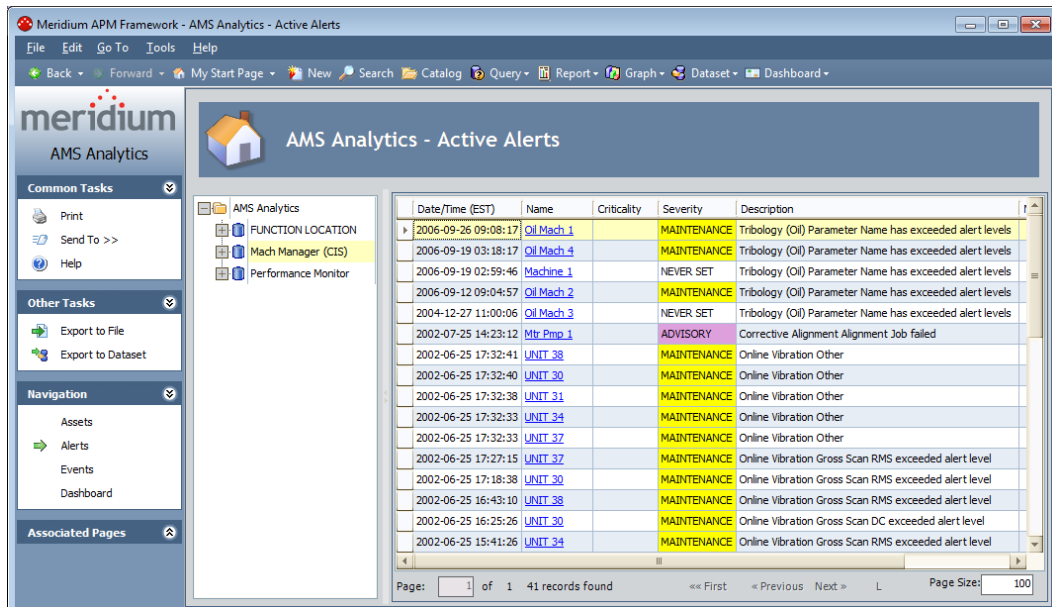 Meridium APM Framework - AMS Analytics - Active Alerts
File Edit Go To Tools Help
Back Forward My Start Page New Search Catalog Query Report Graph Dataset Dashboard
meridium
AMS Analytics
Common Tasks
Print
Send To >>
Help
Other Tasks
Export to File
Export to Dataset
Navigation
Assets
Alerts
Events
Dashboard
Associated Pages
AMS Analytics - Active Alerts
AMS Analytics
FUNCTION LOCATION
Mach Manager (CIS)
Performance Monitor
Date/Time (EST) Name Criticality Severity Description
2006-09-26 09:08:17 Oil Mach 1 MAINTENANCE Tribology (Oil) Parameter Name has exceeded alert levels
2006-09-19 03:18:17 Oil Mach 4 MAINTENANCE Tribology (Oil) Parameter Name has exceeded alert levels
2006-09-19 02:59:46 Machine 1 NEVER SET Tribology (Oil) Parameter Name has exceeded alert levels
2006-09-12 09:04:57 Oil Mach 2 MAINTENANCE Tribology (Oil) Parameter Name has exceeded alert levels
2004-12-27 11:00:06 Oil Mach 3 NEVER SET Tribology (Oil) Parameter Name has exceeded alert levels
2002-07-25 14:23:12 Mtr Pmp 1 ADVISORY Corrective Alignment Alignment Job failed
2002-06-25 17:32:41 UNIT 38 MAINTENANCE Online Vibration Other
2002-06-25 17:32:40 UNIT 30 MAINTENANCE Online Vibration Other
2002-06-25 17:32:38 UNIT 31 MAINTENANCE Online Vibration Other
2002-06-25 17:32:33 UNIT 34 MAINTENANCE Online Vibration Other
2002-06-25 17:32:33 UNIT 37 MAINTENANCE Online Vibration Other
2002-06-25 17:27:15 UNIT 37 MAINTENANCE Online Vibration Gross Scan RMS exceeded alert level
2002-06-25 17:18:38 UNIT 30 MAINTENANCE Online Vibration Gross Scan RMS exceeded alert level
2002-06-25 16:43:10 UNIT 38 MAINTENANCE Online Vibration Gross Scan RMS exceeded alert level
2002-06-25 16:25:26 UNIT 30 MAINTENANCE Online Vibration Gross Scan DC exceeded alert level
2002-06-25 15:41:26 UNIT 34 MAINTENANCE Online Vibration Gross Scan RMS exceeded alert level
Page: 1 of 1 41 records found «« First « Previous Next » L Page Size: 100